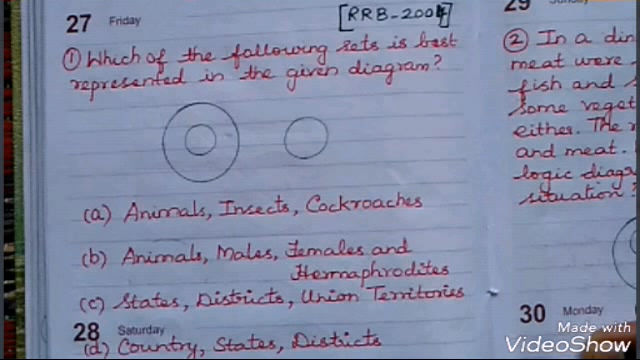 27 Friday
[RRB-2004]
① Which of the following sets is best
represented in the given diagram?
(a) Animals, Insects, Cockroaches
(b) Animals, Males, Females and
Hermaphrodites
(c) States, Districts, Union Territories
28 Saturday
(d) Country, States, Districts
29
② In a din
meat were
fish and
some veget
either. The
and meat.
logic diagra
situation?
30 Monday
Made with
VideoShow